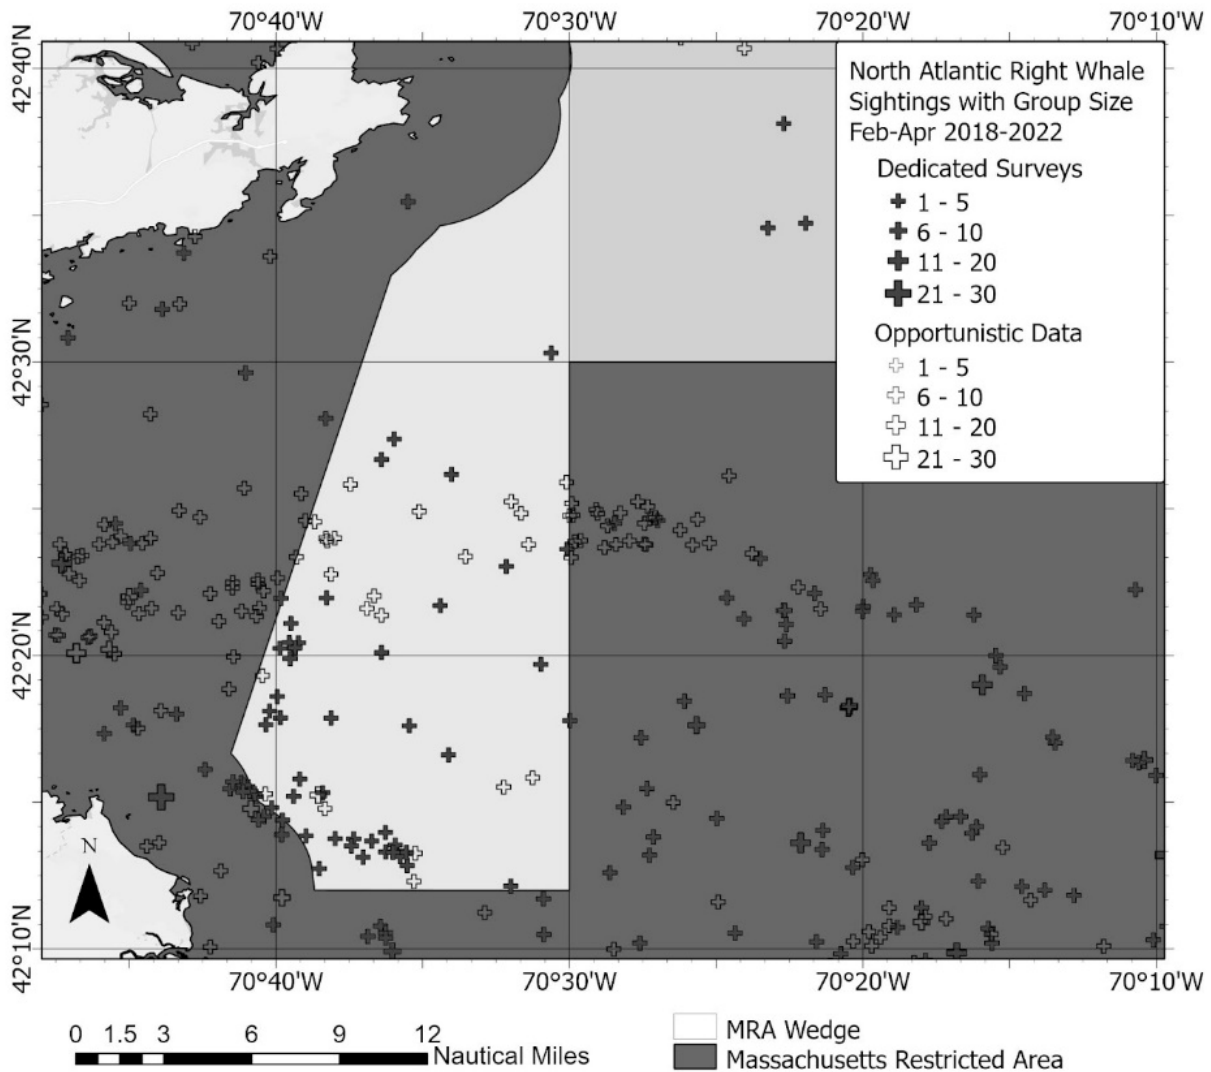 70°40'W 70°30'W 70°20'W 70°10'W
42°40'N
42°30'N
42°20'N
42°10'N
North Atlantic Right Whale
Sightings with Group Size
Feb-Apr 2018-2022
Dedicated Surveys
1 - 5
6 - 10
11 - 20
21 - 30
Opportunistic Data
1 - 5
6 - 10
11 - 20
21 - 30
N
70°40'W 70°30'W 70°20'W 70°10'W
0 1.5 3 6 9 12
Nautical Miles
MRA Wedge
Massachusetts Restricted Area